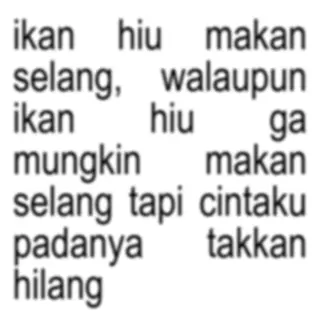 ikan hiu makan
selang, walaupun
ikan hiu ga
mungkin makan
selang tapi cintaku
padanya takkan
hilang